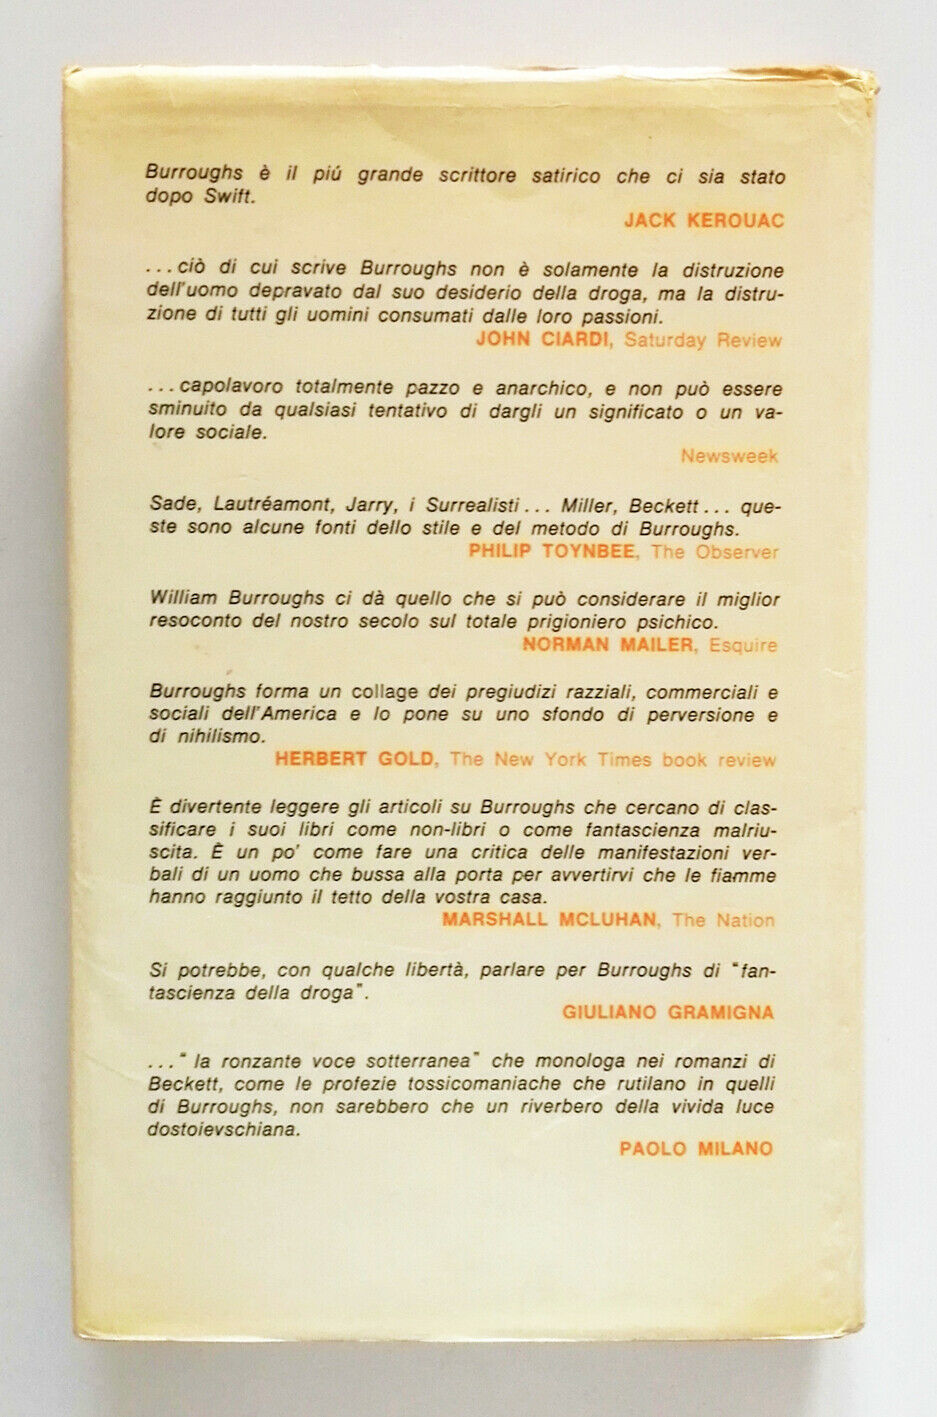 Burroughs è il piú grande scrittore satirico che ci sia stato
dopo Swift.
JACK KEROUAC
...ciò di cui scrive Burroughs non è solamente la distruzione
dell'uomo depravato dal suo desiderio della droga, ma la distru-
zione di tutti gli uomini consumati dalle loro passioni.
JOHN CIARDI, Saturday Review
...capolavoro totalmente pazzo e anarchico, e non può essere
sminuito da qualsiasi tentativo di dargli un significato o un va-
lore sociale.
Newsweek
Sade, Lautréamont, Jarry, i Surrealisti... Miller, Beckett... que-
ste sono alcune fonti dello stile e del metodo di Burroughs.
PHILIP TOYNBEE, The Observer
William Burroughs ci dà quello che si può considerare il miglior
resoconto del nostro secolo sul totale prigioniero psichico.
NORMAN MAILER, Esquire
Burroughs forma un collage dei pregiudizi razziali, commerciali e
sociali dell'America e lo pone su uno sfondo di perversione e
di nihilismo.
HERBERT GOLD, The New York Times book review
È divertente leggere gli articoli su Burroughs che cercano di clas-
sificare i suoi libri come non-libri o come fantascienza malriu-
scita. È un po' come fare una critica delle manifestazioni ver-
bali di un uomo che bussa alla porta per avvertirvi che le fiamme
hanno raggiunto il tetto della vostra casa.
MARSHALL MCLUHAN, The Nation
Si potrebbe, con qualche libertà, parlare per Burroughs di "fan-
tascienza della droga".
GIULIANO GRAMIGNA
..." la ronzante voce sotterranea" che monologa nei romanzi di
Beckett, come le profezie tossicomaniache che rutilano in quelli
di Burroughs, non sarebbero che un riverbero della vivida luce
dostoievschiana.
PAOLO MILANO